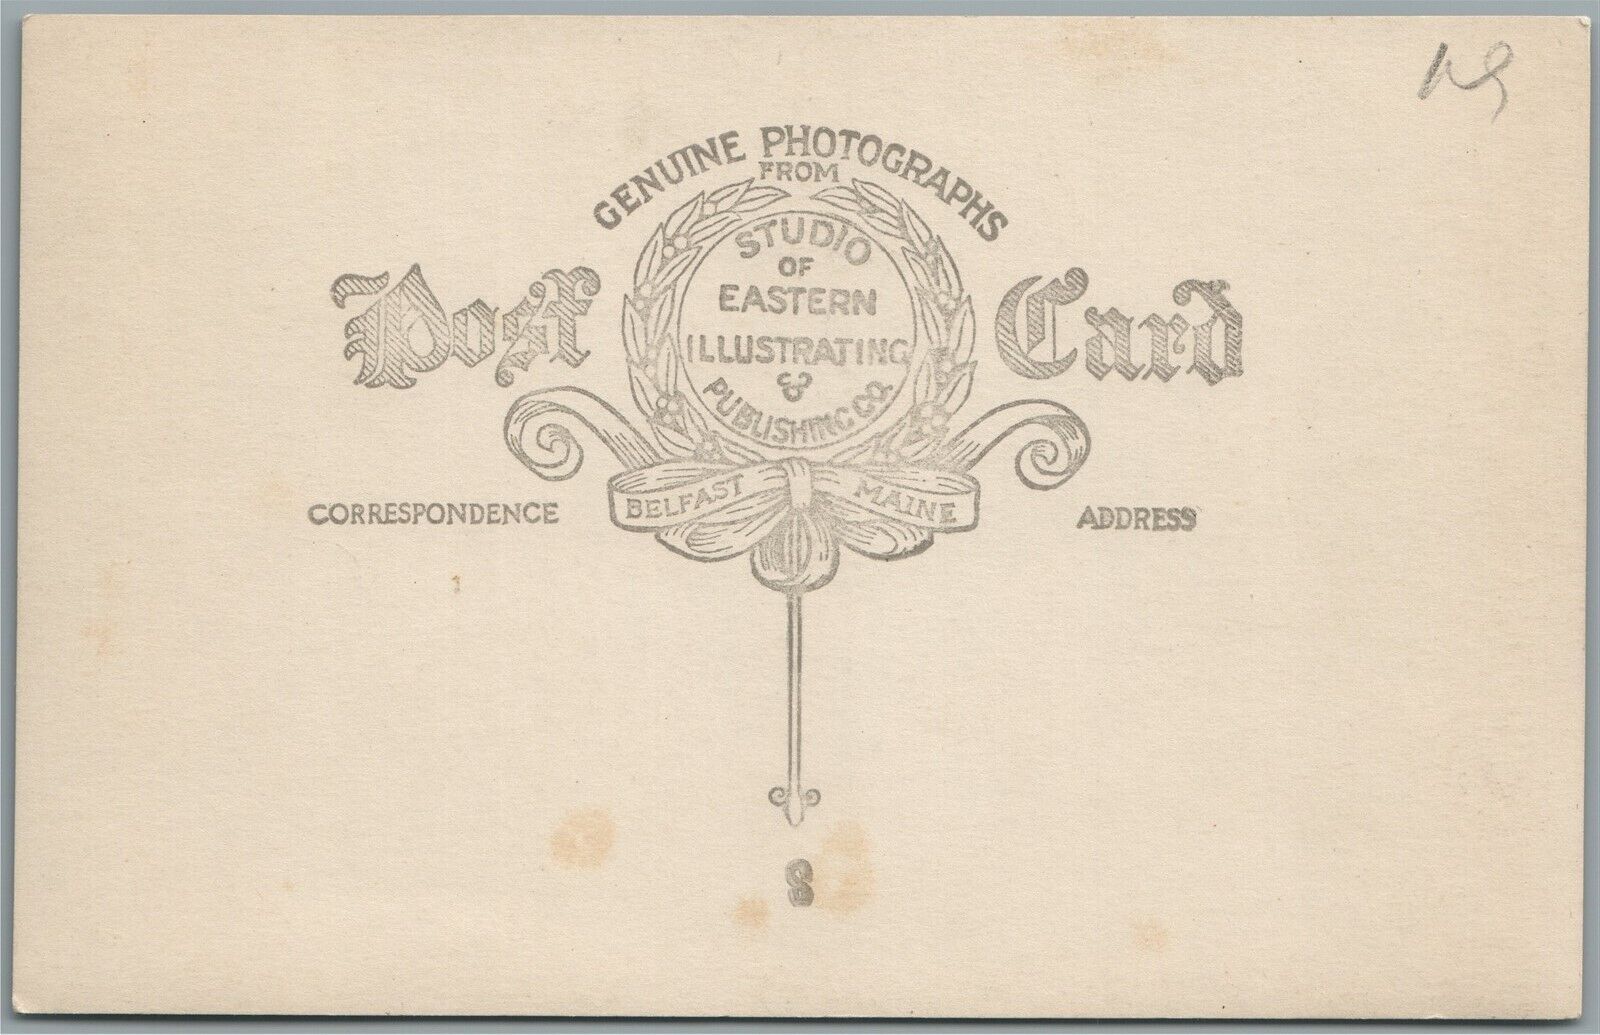 GENUINE PHOTOGRAPHS
FROM
STUDIO
OF
EASTERN
ILLUSTRATING
&
PUBLISHING CO.
Post Card
BELFAST MAINE
CORRESPONDENCE
ADDRESS
S